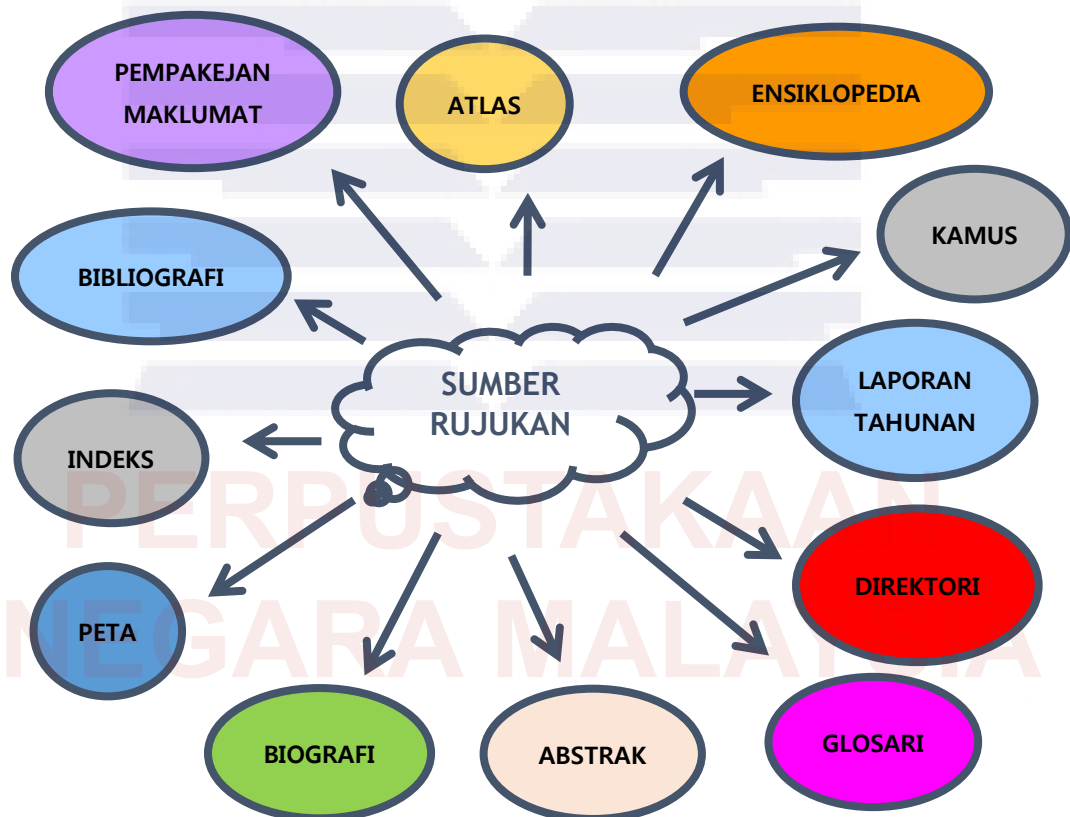 PEMPAKEJAN
MAKLUMAT
ATLAS
ENSIKLOPEDIA
KAMUS
BIBLIOGRAFI
SUMBER
RUJUKAN
LAPORAN
TAHUNAN
INDEKS
PERPUSTAKAAN
NEGARA MALAYSIA
DIREKTORI
PETA
BIOGRAFI
ABSTRAK
GLOSARI